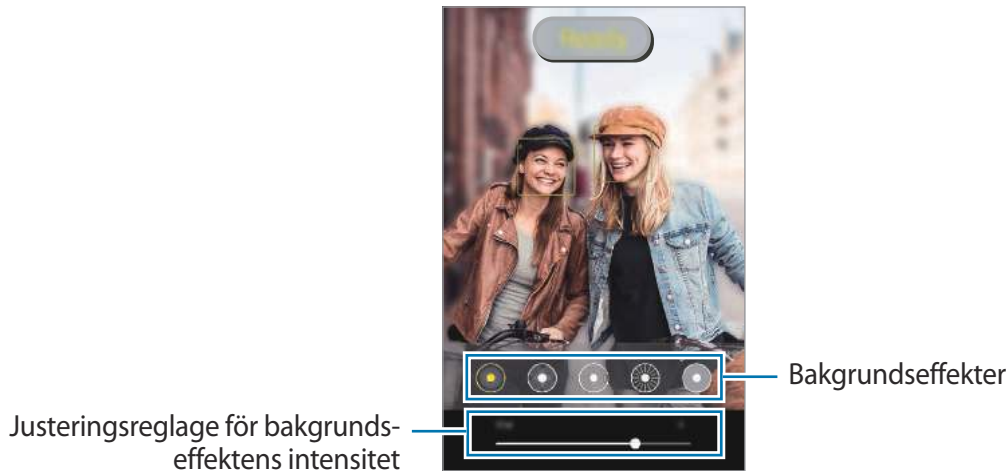 Bakgrundseffekter
Justeringsreglage för bakgrunds-
effektens intensitet